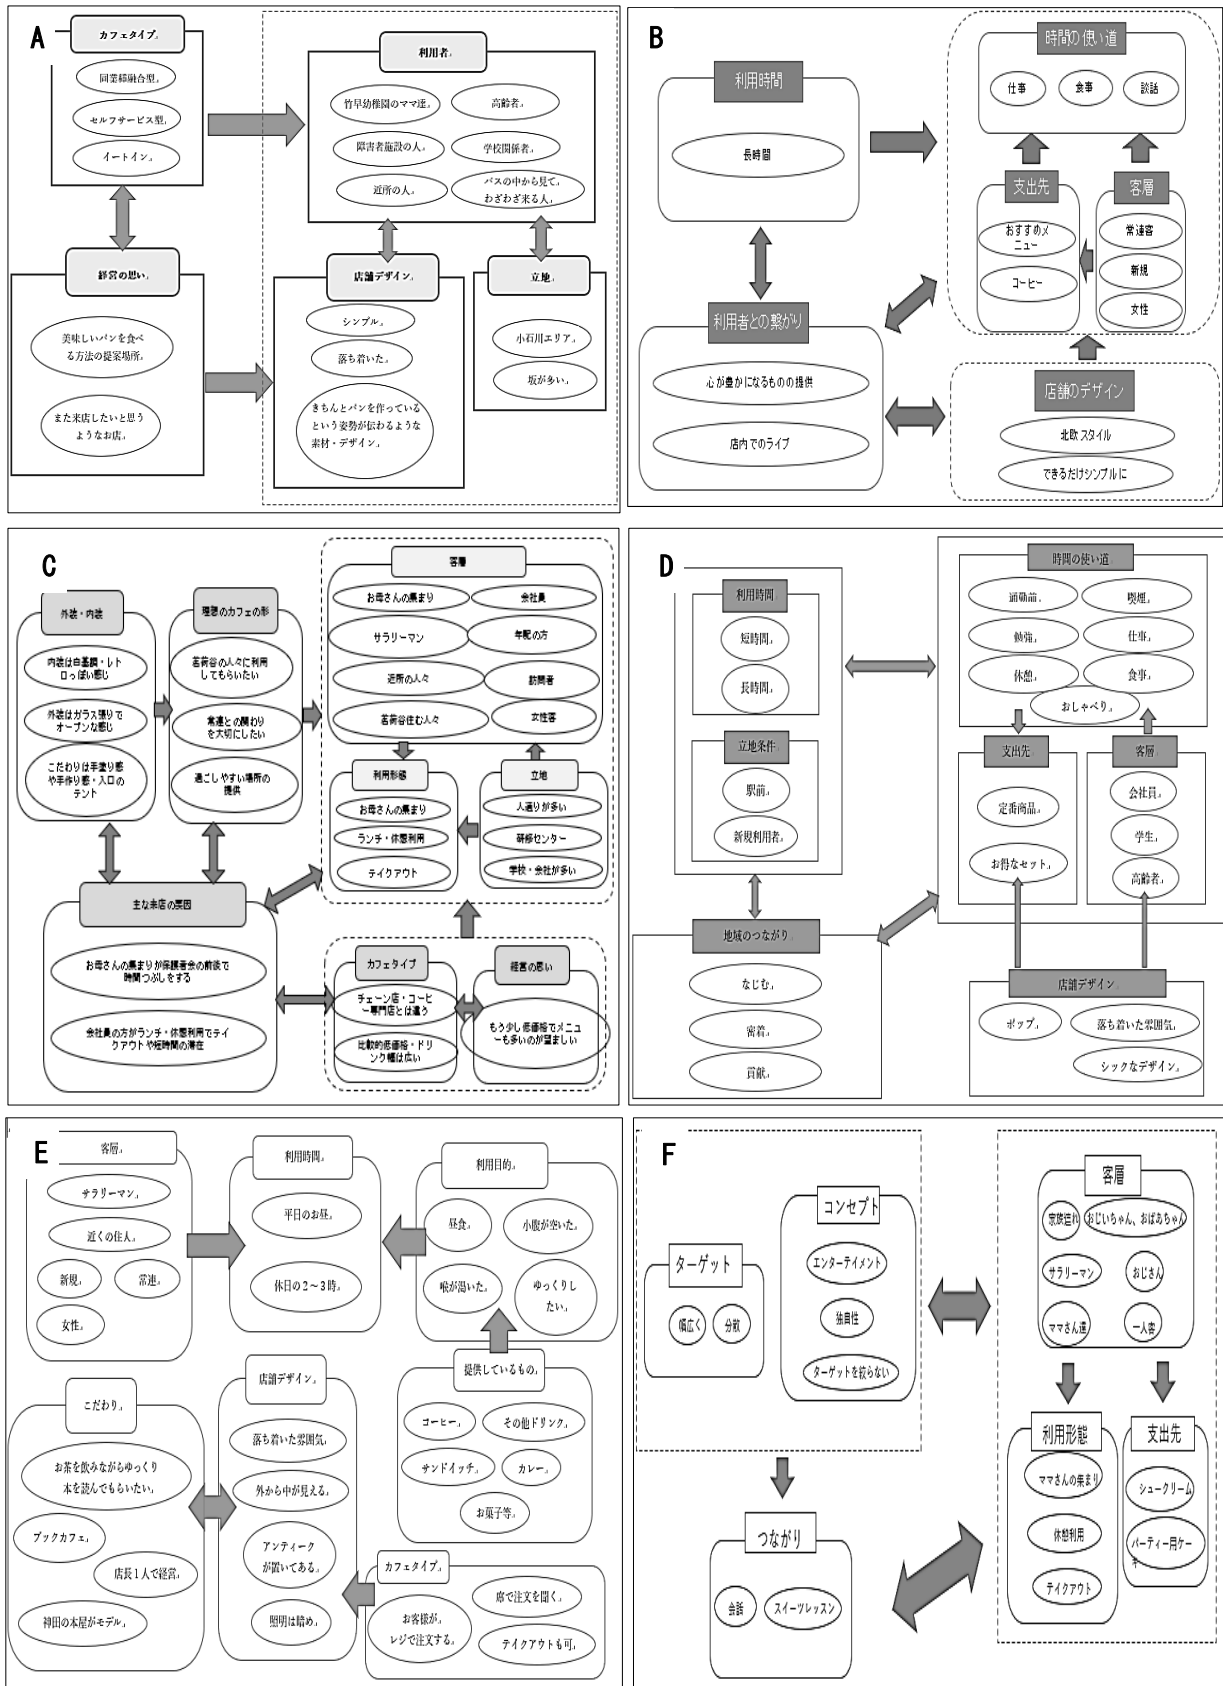 A
カフェタイプ
同業績融合型
セルフサービス型
イートイン
利用者
竹早幼稚園のママ達
高齢者
障害者施設の人
学校関係者
近所の人
バスの中から見て
わざわざ来る人
経営の思い
美味しいパンを食べ
る方法の提案場所
また来店したいと思う
ようなお店
店舗デザイン
シンプル
落ち着いた
きちんとパンを作っている
という姿勢が伝わるような
素材・デザイン
立地
小石川エリア
坂が多い
B
利用時間
長時間
時間の使い道
仕事
食事
談話
支出先
おすすめメ
ニュー
コーヒー
客層
常連客
新規
女性
利用者との繋がり
心が豊かになるものの提供
店内でのライブ
店舗のデザイン
北欧スタイル
できるだけシンプルに
C
外装・内装
内装は白基調・レト
ロっぽい感じ
外装はガラス張りで
オープンな感じ
こだわりは手塗り感
や手作り感・入口の
テント
理想のカフェの形
茗荷谷の人々に利用
してもらいたい
常連との関わり
を大切にしたい
過ごしやすい場所の
提供
客層
お母さんの集まり
会社員
サラリーマン
年配の方
近所の人々
訪問者
茗荷谷住む人々
女性客
利用形態
お母さんの集まり
ランチ・休憩利用
テイクアウト
立地
人通りが多い
研修センター
学校・会社が多い
主な来店の要因
お母さんの集まりが保護者会の前後で
時間つぶしをする
会社員の方がランチ・休憩利用でテイ
クアウトや短時間の滞在
カフェタイプ
チェーン店・コーヒ
ー専門店とは違う
比較的低価格・ドリ
ンク幅は広い
経営の思い
もう少し低価格でメニュ
ーも多いのが望ましい
D
利用時間
短時間
長時間
立地条件
駅前
新規利用者
時間の使い道
通勤前
喫煙
勉強
仕事
休憩
食事
おしゃべり
支出先
定番商品
お得なセット
客層
会社員
学生
高齢者
地域のつながり
なじむ
密着
貢献
店舗デザイン
ポップ
落ち着いた雰囲気
シックなデザイン
E
客層
サラリーマン
近くの住人
新規
常連
女性
利用時間
平日のお昼
休日の2～3時
利用目的
昼食
小腹が空いた
喉が渇いた
ゆっくりし
たい
提供しているもの
コーヒー
その他ドリンク
サンドイッチ
カレー
お菓子等
こだわり
お茶を飲みながらゆっくり
本を読んでもらいたい
ブックカフェ
店長1人で経営
神田の本屋がモデル
店舗デザイン
落ち着いた雰囲気
外から中が見える
アンティーク
が置いてある
照明は暗め
カフェタイプ
席で注文を聞く
お客様が
レジで注文する
テイクアウトも可
F
ターゲット
幅広く
分散
コンセプト
エンターテイメント
独自性
ターゲットを絞らない
客層
家族連れ
おじいちゃん、おばあちゃん
サラリーマン
おじさん
ママさん達
一人客
利用形態
ママさんの集まり
休憩利用
テイクアウト
支出先
シュークリーム
パーティー用ケー
キ
つながり
会話
スイーツレッスン